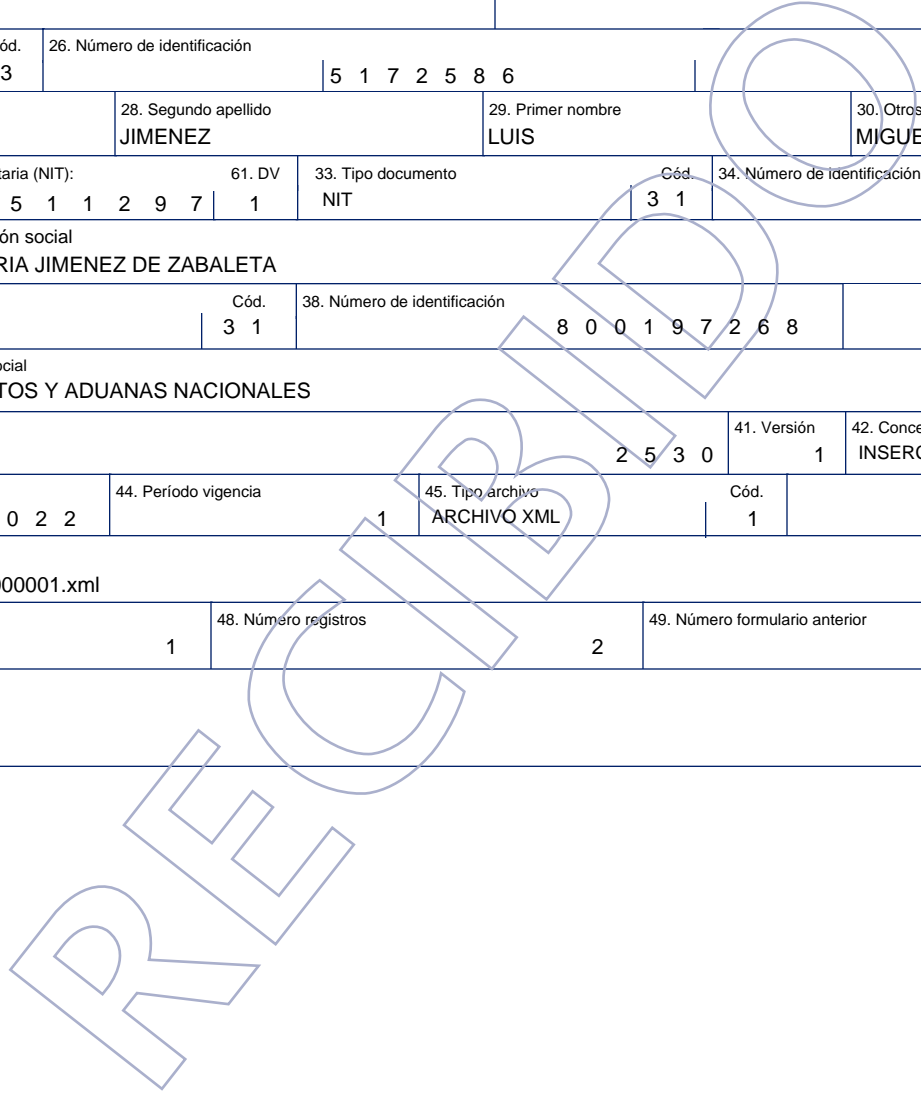 ód. 26. Número de identificación
3 5 1 7 2 5 8 6
28. Segundo apellido 29. Primer nombre 30. Otros
JIMENEZ LUIS MIGUE
taria (NIT): 61. DV 33. Tipo documento Cód. 34. Número de identificación
5 1 1 2 9 7 1 NIT 3 1
ón social
RIA JIMENEZ DE ZABALETA
Cód. 38. Número de identificación
3 1 8 0 0 1 9 7 2 6 8
ocial
TOS Y ADUANAS NACIONALES
41. Versión 42. Conce
2 5 3 0 1 INSERC
44. Período vigencia 45. Tipo archivo Cód.
0 2 2 1 ARCHIVO XML 1
000001.xml
48. Número registros 49. Número formulario anterior
1 2
RECIBIDO